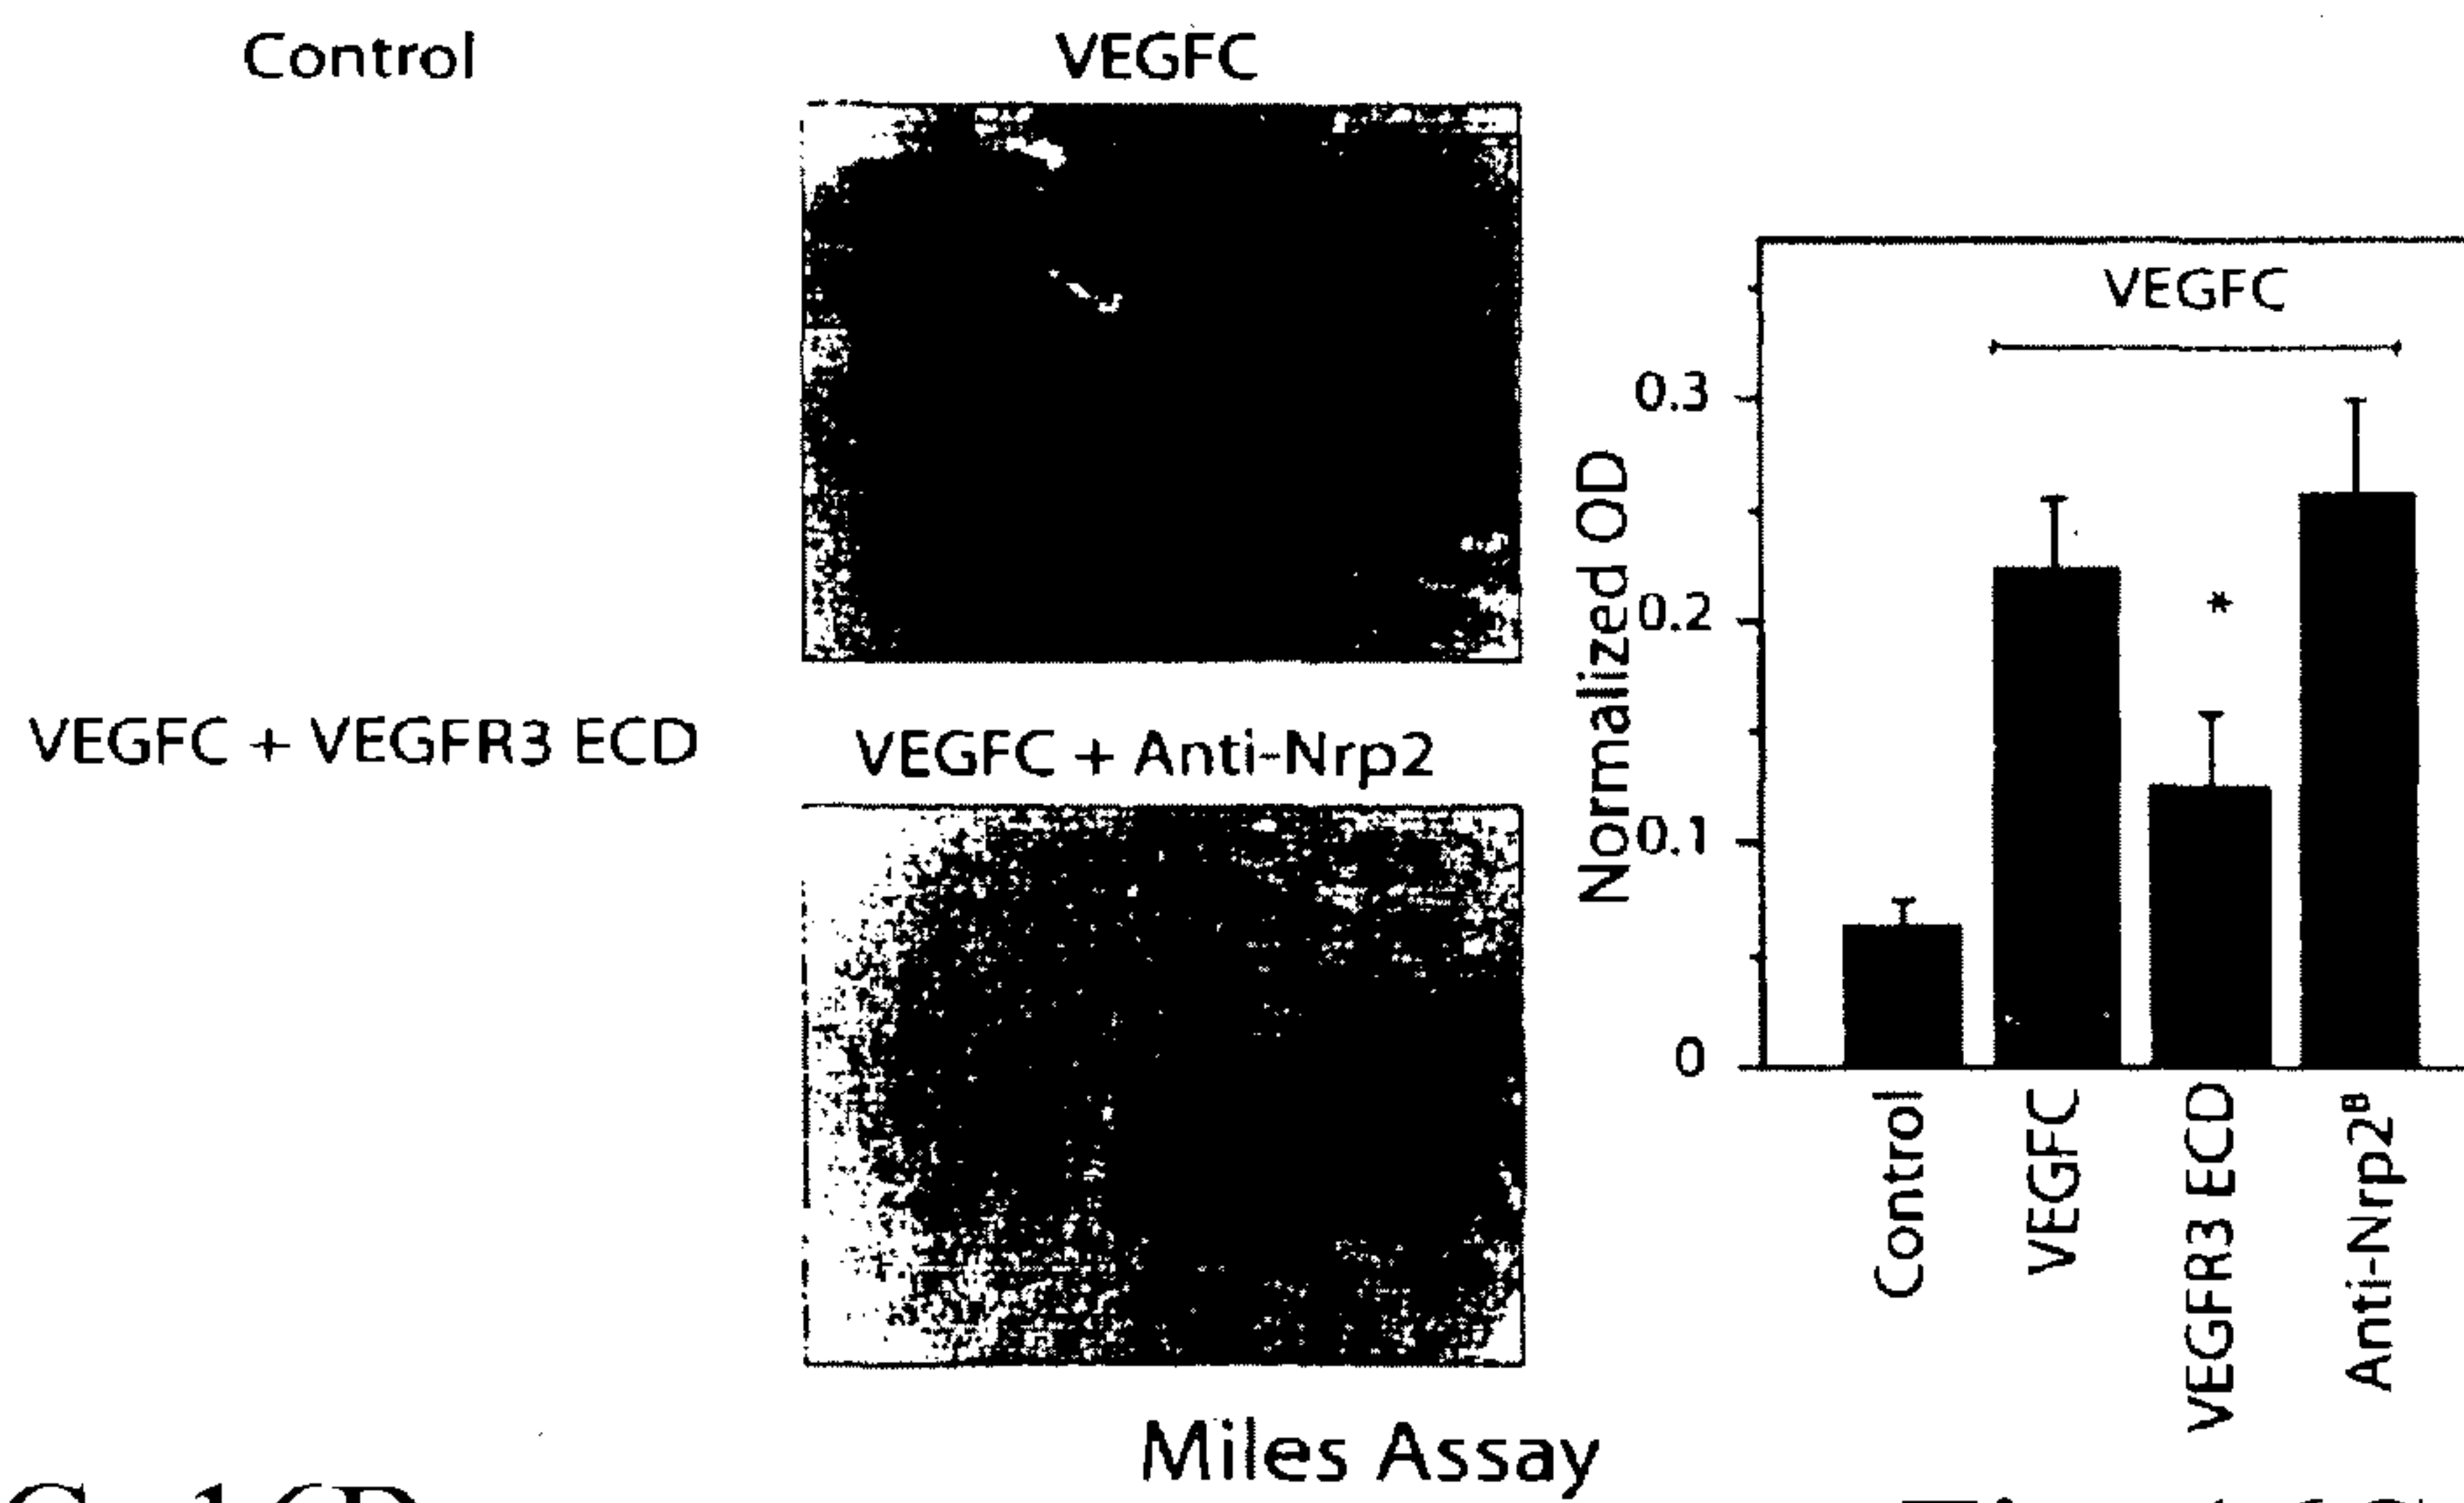 Control
VEGFC
VEGFC + VEGFR3 ECD
VEGFC + Anti-Nrp2
Miles Assay
Normalized OD
VEGFC
0.3
0.2
*
0.1
0
Control
VEGFC
VEGFR3 ECD
Anti-Nrp2ᴮ